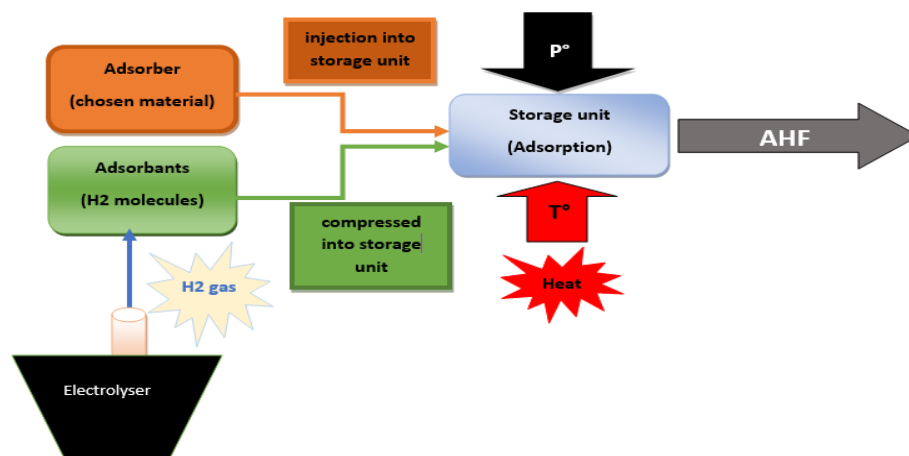 Adsorber
(chosen material)
injection into
storage unit
P°
Storage unit
(Adsorption)
AHF
Adsorbants
(H2 molecules)
T°
compressed
into storage
unit
H2 gas
Heat
Electrolyser